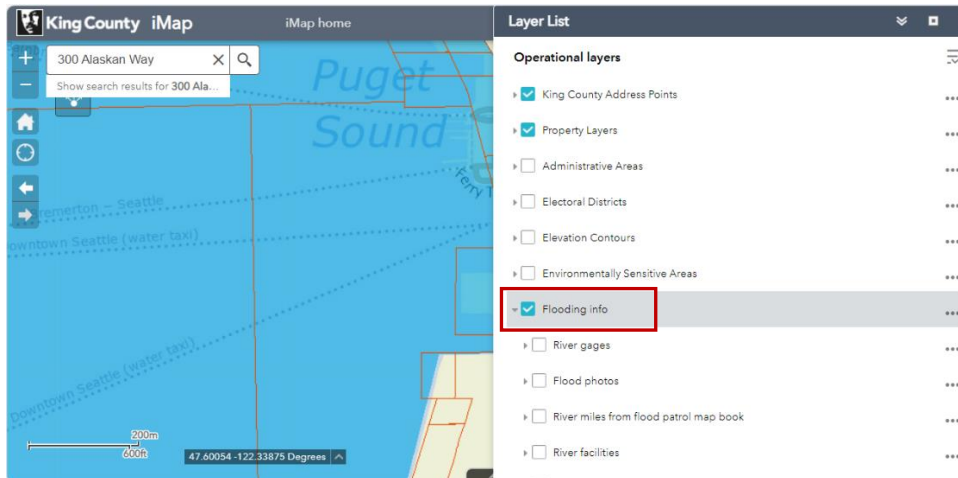 King County iMap
iMap home
300 Alaskan Way
Show search results for 300 Ala...
Puget
Sound
Ferry T
remerton – Seattle
owntown Seattle (water taxi)
Downtown Seattle (water taxi)
200m
600ft
47.60054 -122.33875 Degrees
Layer List
Operational layers
King County Address Points
Property Layers
Administrative Areas
Electoral Districts
Elevation Contours
Environmentally Sensitive Areas
Flooding info
River gages
Flood photos
River miles from flood patrol map book
River facilities